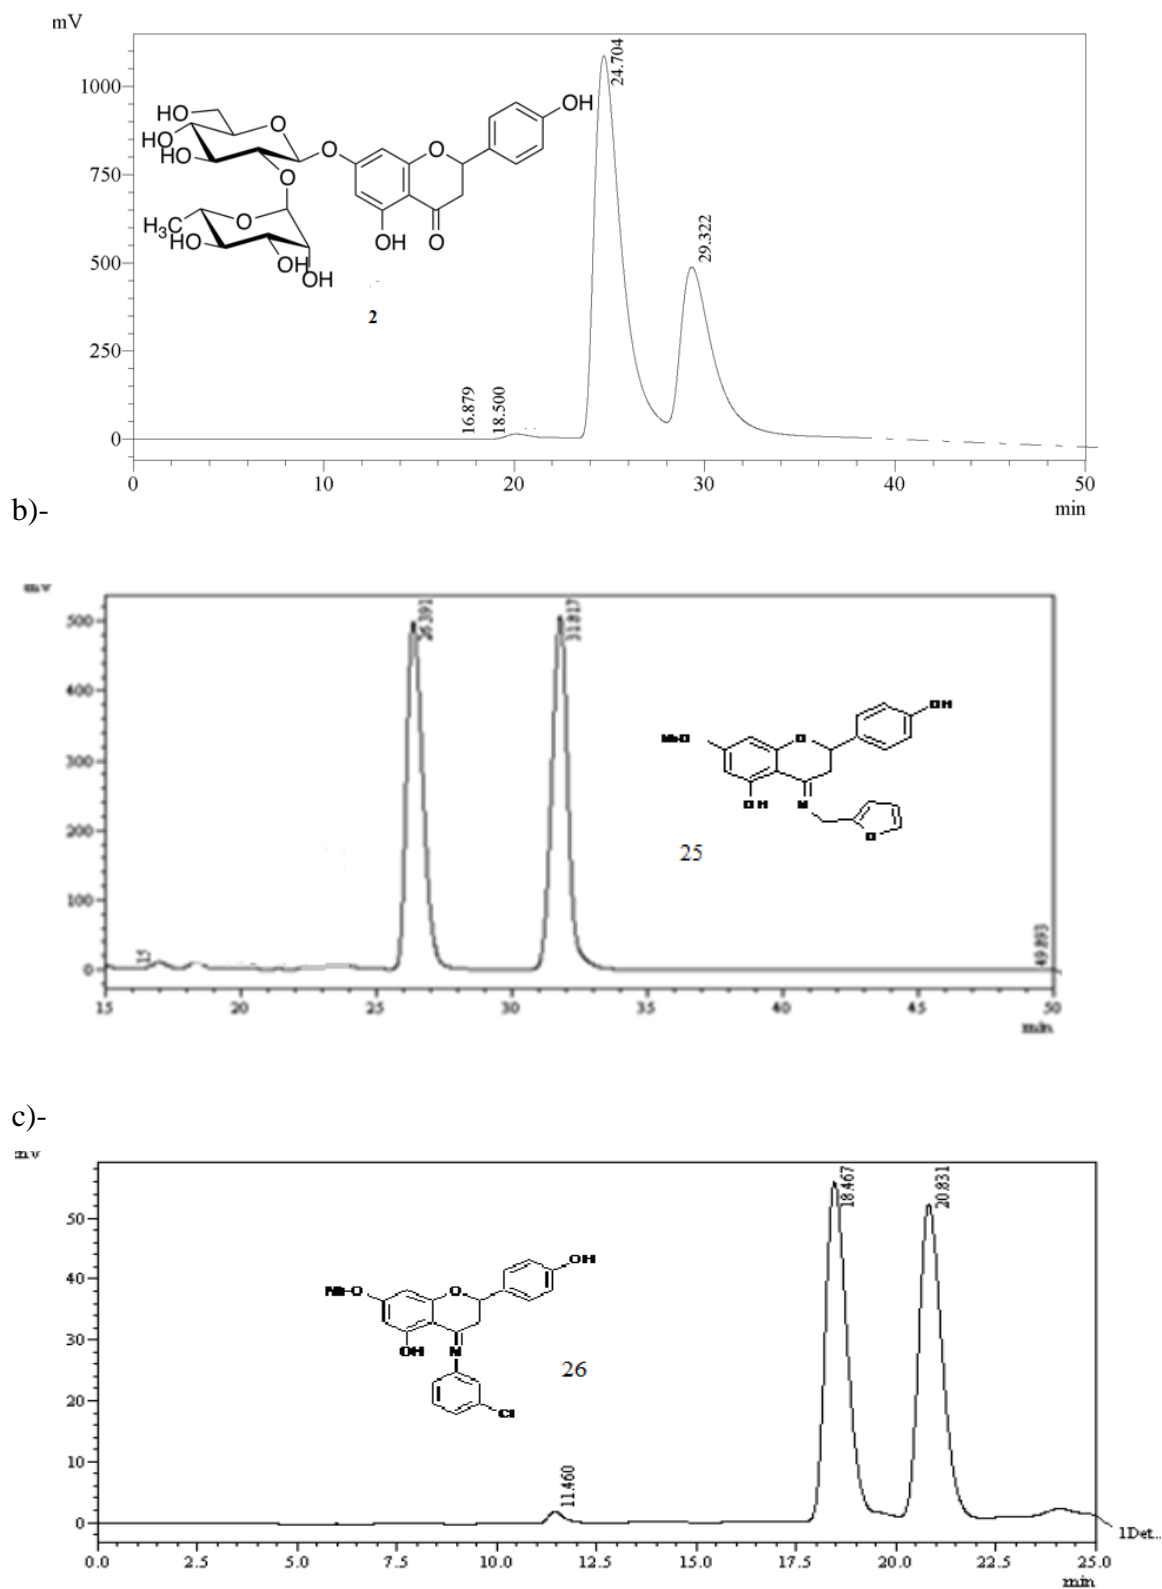 mV
24.704
1000
HO
O
OH
HO
HO
O
O
750
O
H3C
O
HO
OH
O
29.322
OH
OH
500
2
250
16.879
18.500
0
0 10 20 30 40 50
min
b)-
mv
500
26.391
31.817
400
OH
MeO
O
300
OH
N
O
200
25
100
15
49.893
0
15 20 25 30 35 40 45 50
min
c)-
mv
18.467
20.831
50
OH
O
O
40
30
OH
N
26
20
Cl
10
11.460
0
1Det..
0.0 2.5 5.0 7.5 10.0 12.5 15.0 17.5 20.0 22.5 25.0
min